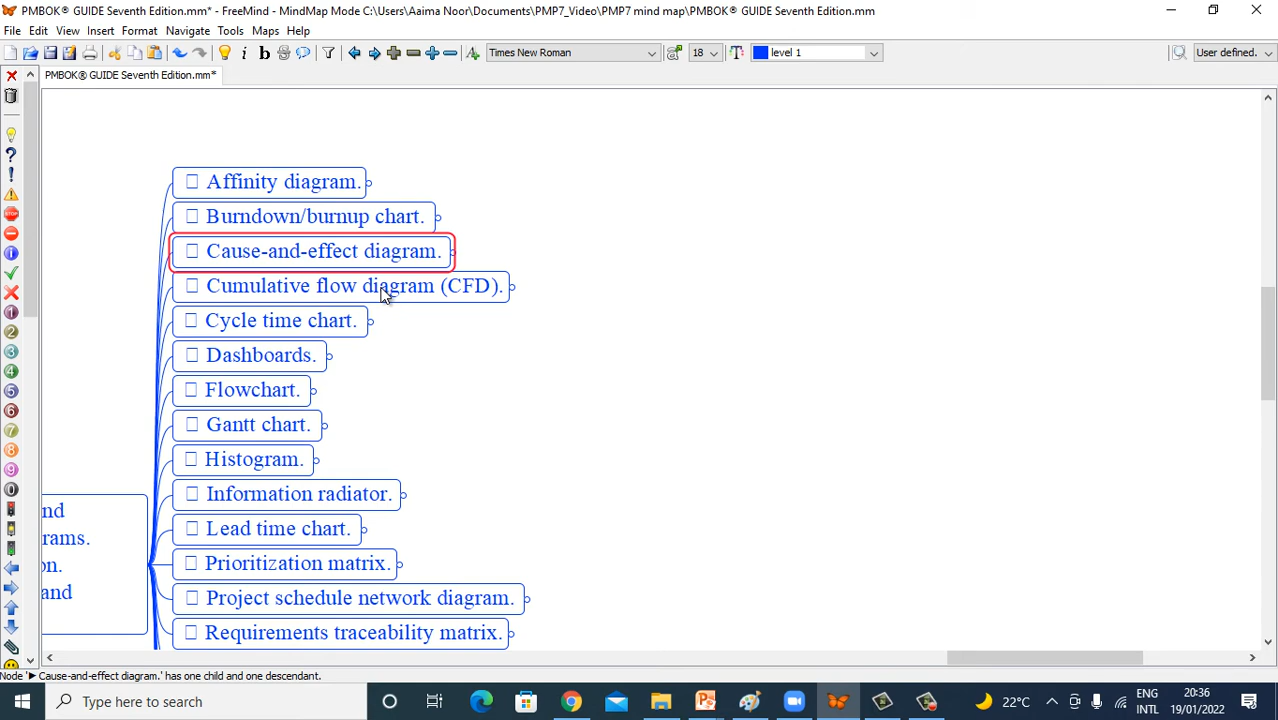 PMBOK® GUIDE Seventh Edition.mm* - FreeMind - MindMap Mode C:\Users\Aaima Noor\Documents\PMP7_Video\PMP7 mind map\PMBOK® GUIDE Seventh Edition.mm
File Edit View Insert Format Navigate Tools Maps Help
Times New Roman 18 level 1 User defined.
PMBOK® GUIDE Seventh Edition.mm*
Affinity diagram.
Burndown/burnup chart.
Cause-and-effect diagram.
Cumulative flow diagram (CFD).
Cycle time chart.
Dashboards.
Flowchart.
Gantt chart.
Histogram.
Information radiator.
Lead time chart.
Prioritization matrix.
Project schedule network diagram.
Requirements traceability matrix.
nd
rams.
on.
and
Node '► Cause-and-effect diagram.' has one child and one descendant.
Type here to search
22°C
ENG
INTL
20:36
19/01/2022